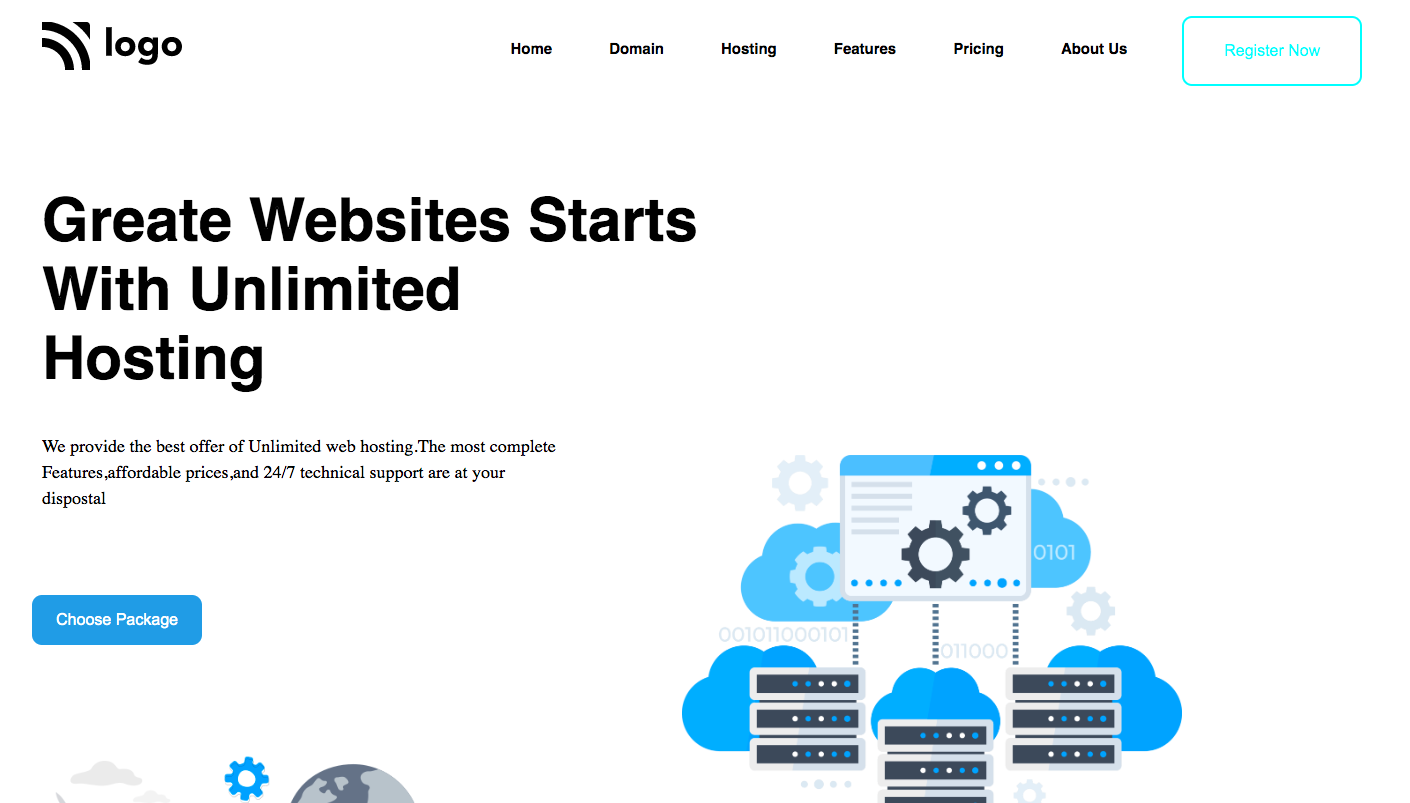 logo
Home Domain Hosting Features Pricing About Us Register Now
Greate Websites Starts
With Unlimited
Hosting
We provide the best offer of Unlimited web hosting.The most complete
Features,affordable prices,and 24/7 technical support are at your
dispostal
0101
Choose Package
001011000101
011000